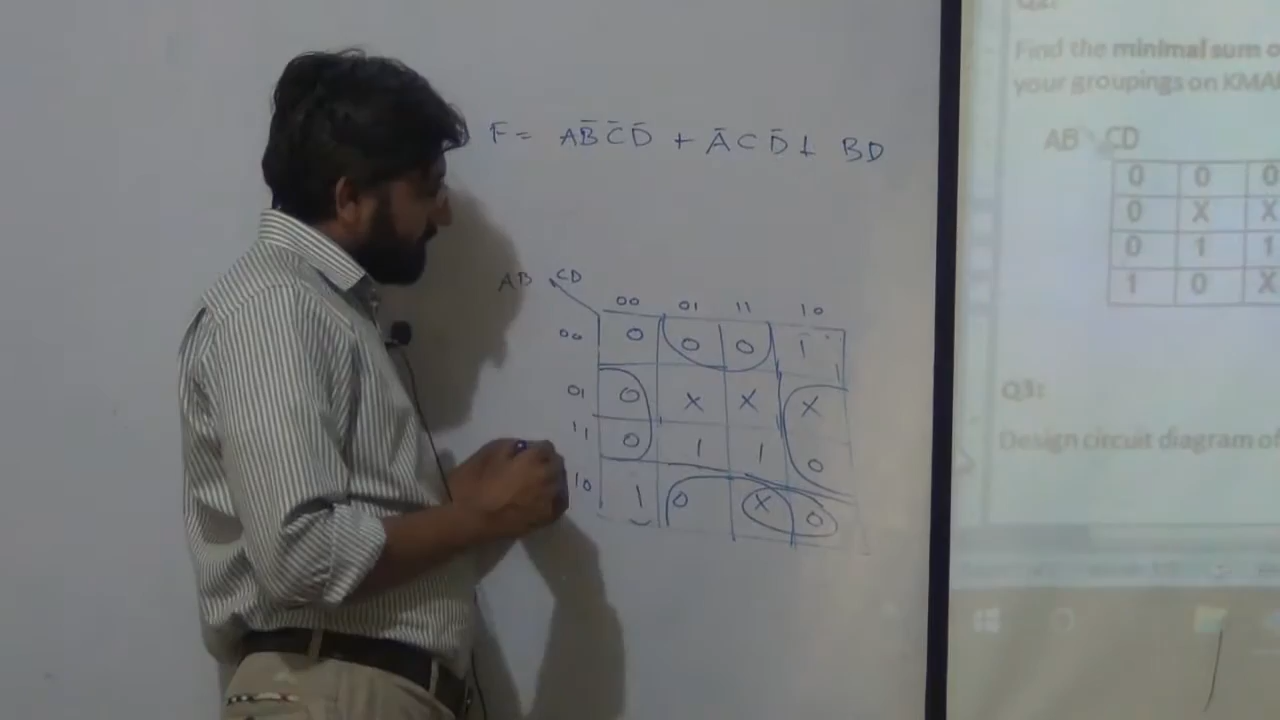 F = AB̅C̅D̅ + A̅CD̅ + BD
AB CD
00 01 11 10
00 0 0 0 1
01 0 X X X
11 0 1 1 0
10 1 0 X 0
Q2:
Find the minimal sum
your groupings on
AB CD
0 0 0
0 X X
0 1 1
1 0 X
Q3:
Design circuit diagram of